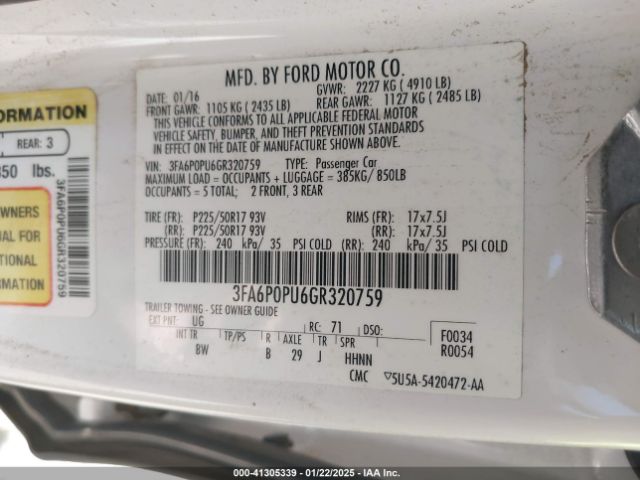 MFD. BY FORD MOTOR CO.
DATE: 01/16 GVWR: 2227 KG ( 4910 LB)
FRONT GAWR: 1105 KG ( 2435 LB) REAR GAWR: 1127 KG ( 2485 LB)
THIS VEHICLE CONFORMS TO ALL APPLICABLE FEDERAL MOTOR
VEHICLE SAFETY, BUMPER, AND THEFT PREVENTION STANDARDS
IN EFFECT ON THE DATE OF MANUFACTURE SHOWN ABOVE.
VIN: 3FA6P0PU6GR320759 TYPE: Passenger Car
MAXIMUM LOAD = OCCUPANTS + LUGGAGE = 385KG/ 850LB
OCCUPANTS = 5 TOTAL; 2 FRONT, 3 REAR
TIRE (FR): P225/50R17 93V RIMS (FR): 17x7.5J
(RR): P225/50R17 93V (RR): 17x7.5J
PRESSURE (FR): 240 kPa/ 35 PSI COLD (RR): 240 kPa/ 35 PSI COLD
3FA6P0PU6GR320759
TRAILER TOWING - SEE OWNER GUIDE
EXT PNT: UG RC: 71 DSO:
INT TR TP/PS R AXLE TR SPR
BW B 29 J HHNN
F0034
R0054
CMC ▽5U5A-5420472-AA
FORMATION
REAR: 3
850 lbs.
OWNERS
UAL FOR
TIONAL
RMATION
3FA6P0PU6GR320759
000-41305339 | 01/22/2025 | IAA Inc.